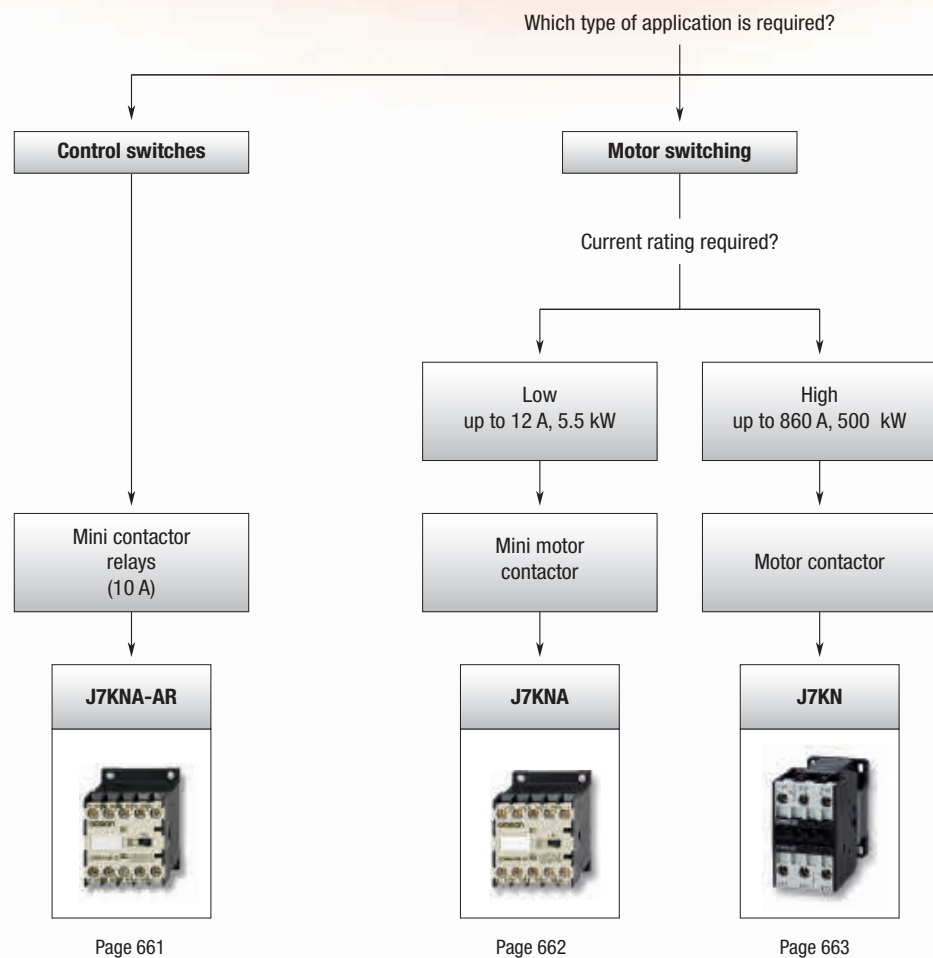 Which type of application is required?
Control switches
Motor switching
Current rating required?
Low
up to 12 A, 5.5 kW
High
up to 860 A, 500 kW
Mini contactor
relays
(10 A)
Mini motor
contactor
Motor contactor
J7KNA-AR
J7KNA
J7KN
omron
omron
Page 661
Page 662
Page 663